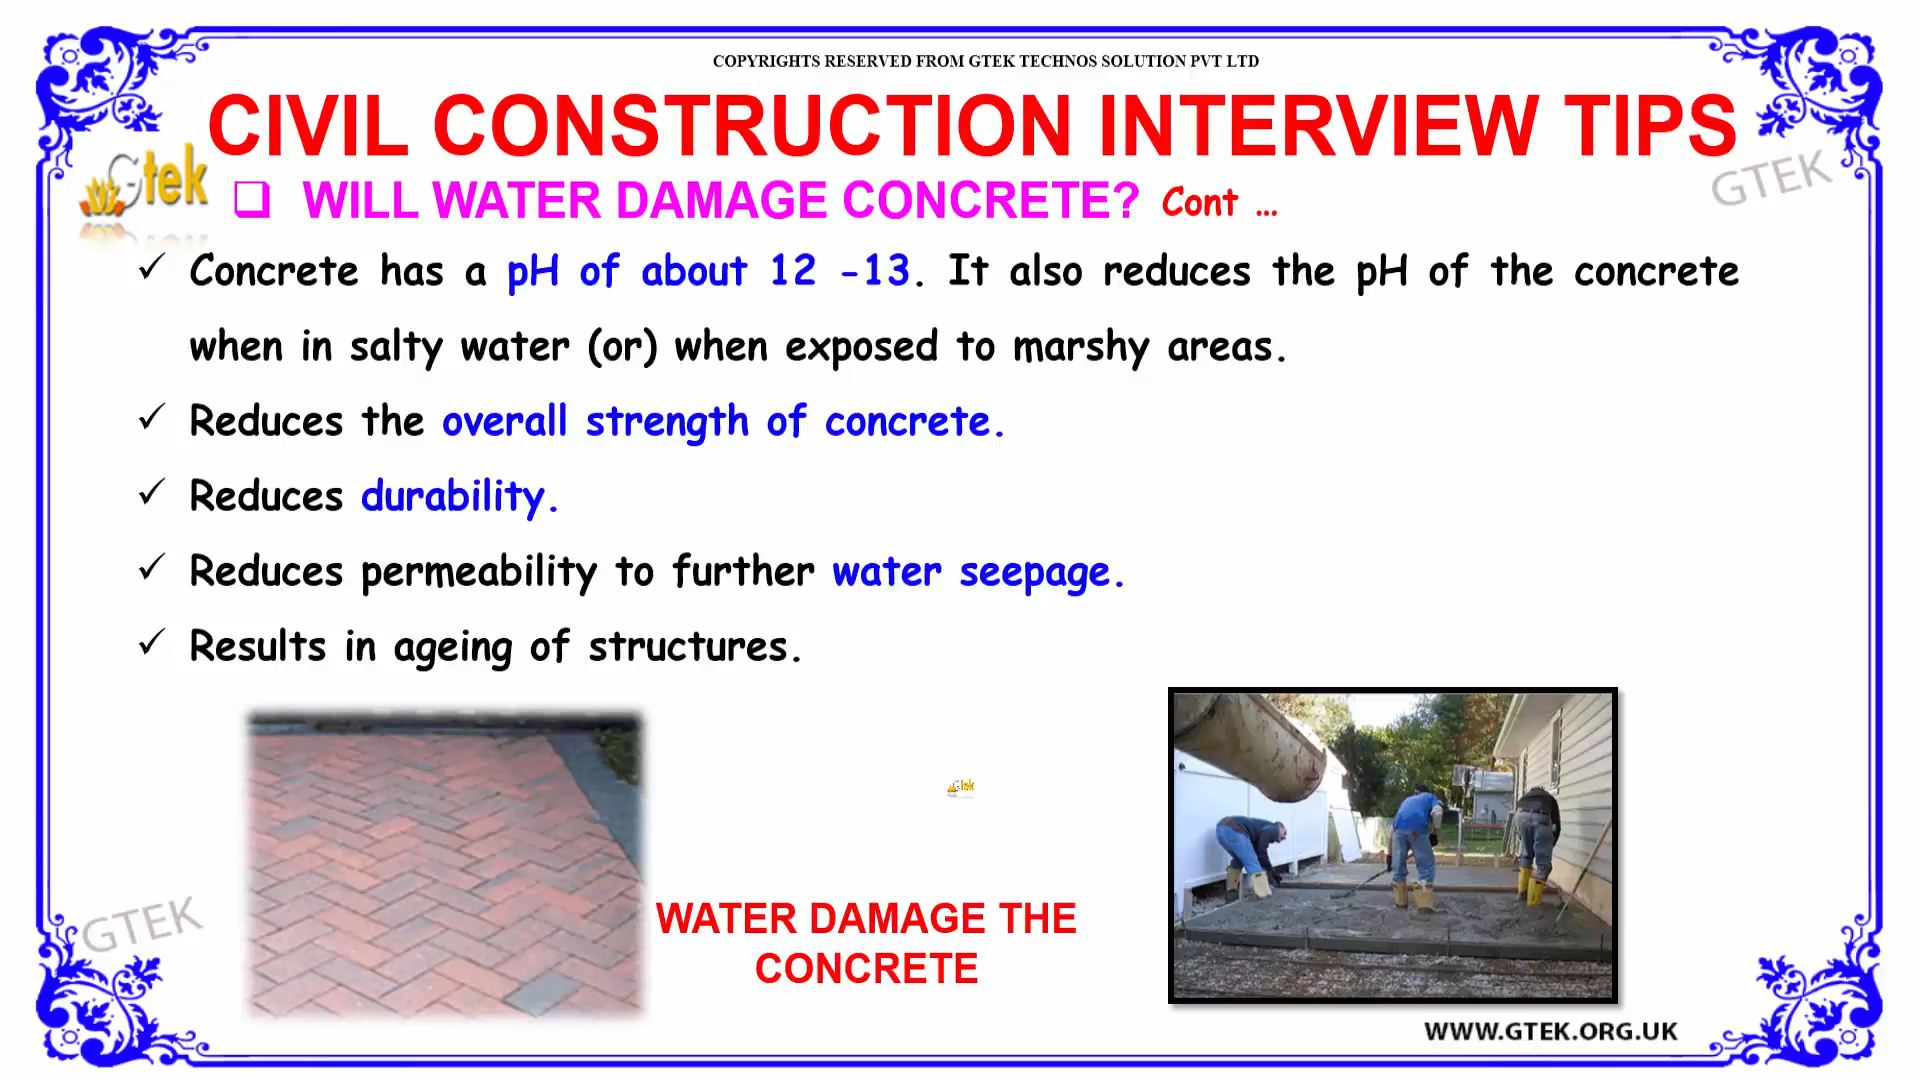 COPYRIGHTS RESERVED FROM GTEK TECHNOS SOLUTION PVT LTD
CIVIL CONSTRUCTION INTERVIEW TIPS
Gtek
GTEK
❑ WILL WATER DAMAGE CONCRETE? Cont ...
✓ Concrete has a pH of about 12 -13. It also reduces the pH of the concrete
when in salty water (or) when exposed to marshy areas.
✓ Reduces the overall strength of concrete.
✓ Reduces durability.
✓ Reduces permeability to further water seepage.
✓ Results in ageing of structures.
Gtek
GTEK
WATER DAMAGE THE
CONCRETE
WWW.GTEK.ORG.UK